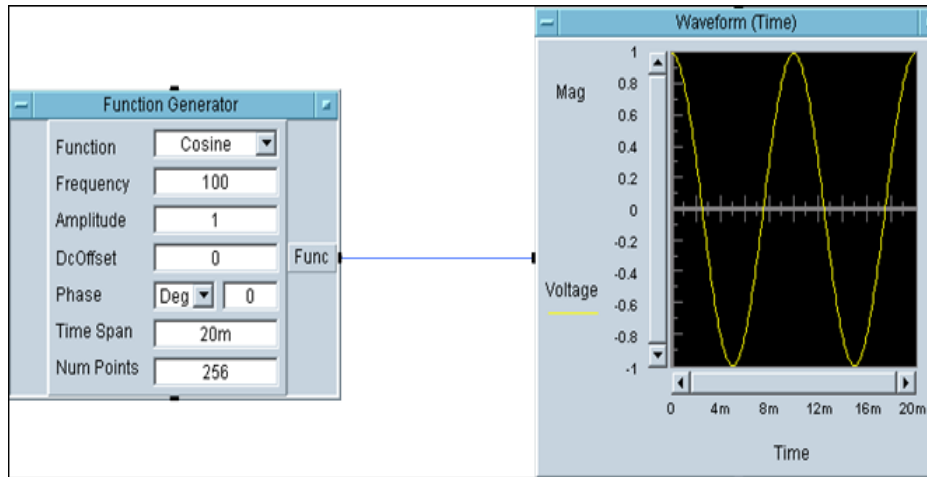 Function Generator
Function Cosine
Frequency 100
Amplitude 1
DcOffset 0
Phase Deg 0
Time Span 20m
Num Points 256
Func
Waveform (Time)
Mag
Voltage
1
0.8
0.6
0.4
0.2
0
-0.2
-0.4
-0.6
-0.8
-1
0 4m 8m 12m 16m 20m
Time